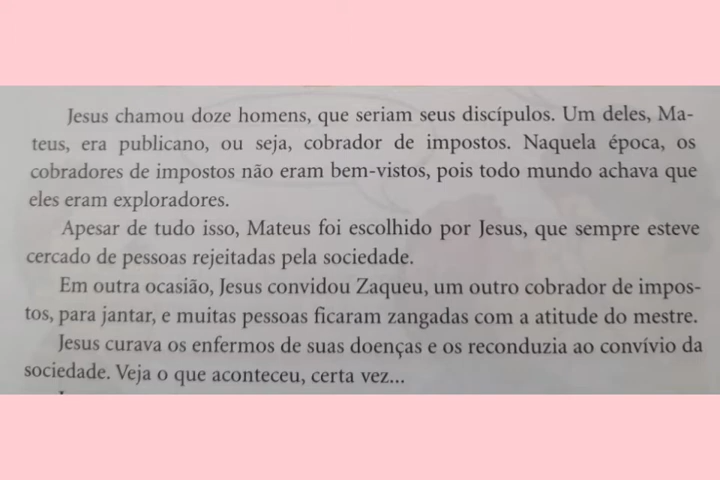 Jesus chamou doze homens, que seriam seus discípulos. Um deles, Ma-
teus, era publicano, ou seja, cobrador de impostos. Naquela época, os
cobradores de impostos não eram bem-vistos, pois todo mundo achava que
eles eram exploradores.
Apesar de tudo isso, Mateus foi escolhido por Jesus, que sempre esteve
cercado de pessoas rejeitadas pela sociedade.
Em outra ocasião, Jesus convidou Zaqueu, um outro cobrador de impos-
tos, para jantar, e muitas pessoas ficaram zangadas com a atitude do mestre.
Jesus curava os enfermos de suas doenças e os reconduzia ao convívio da
sociedade. Veja o que aconteceu, certa vez...